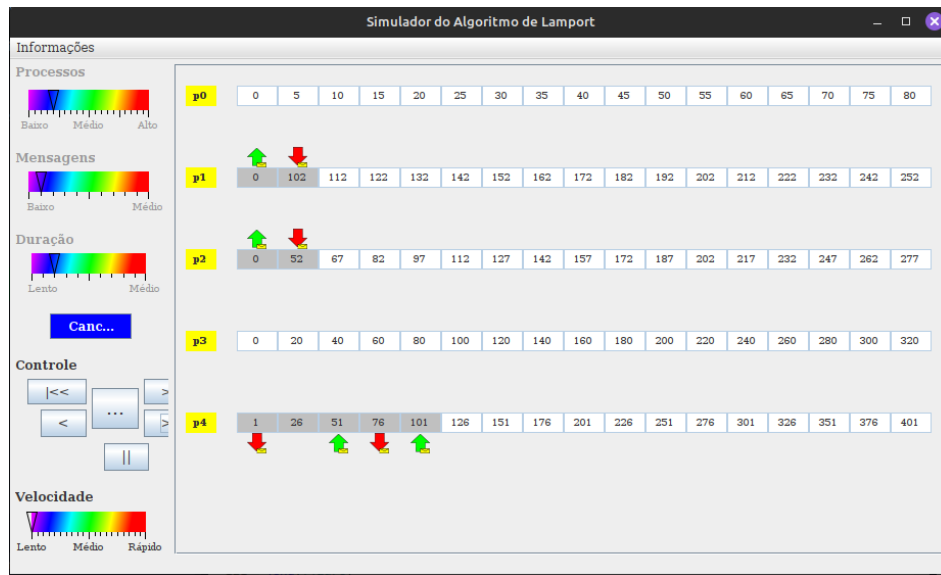 Simulador do Algoritmo de Lamport
Informações
Processos
Baixo Médio Alto
Mensagens
Baixo Médio
Duração
Lento Médio
Canc...
Controle
|<< ... >
< >
||
Velocidade
Lento Médio Rápido
p0 0 5 10 15 20 25 30 35 40 45 50 55 60 65 70 75 80
p1 0 102 112 122 132 142 152 162 172 182 192 202 212 222 232 242 252
p2 0 52 67 82 97 112 127 142 157 172 187 202 217 232 247 262 277
p3 0 20 40 60 80 100 120 140 160 180 200 220 240 260 280 300 320
p4 1 26 51 76 101 126 151 176 201 226 251 276 301 326 351 376 401